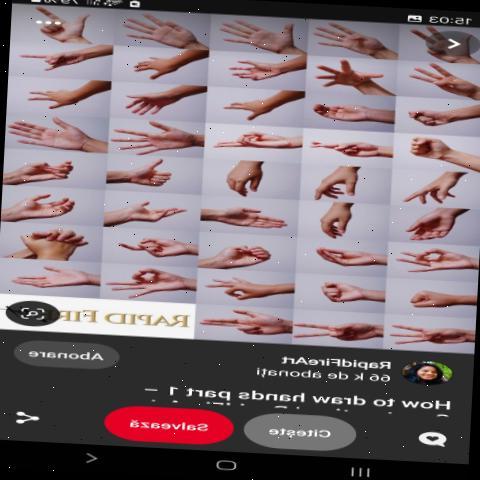 15:03
RAPID FIR
RapidFireArt
66 k de abonați
Abonare
How to draw hands part 1 –
Citește
Salvează